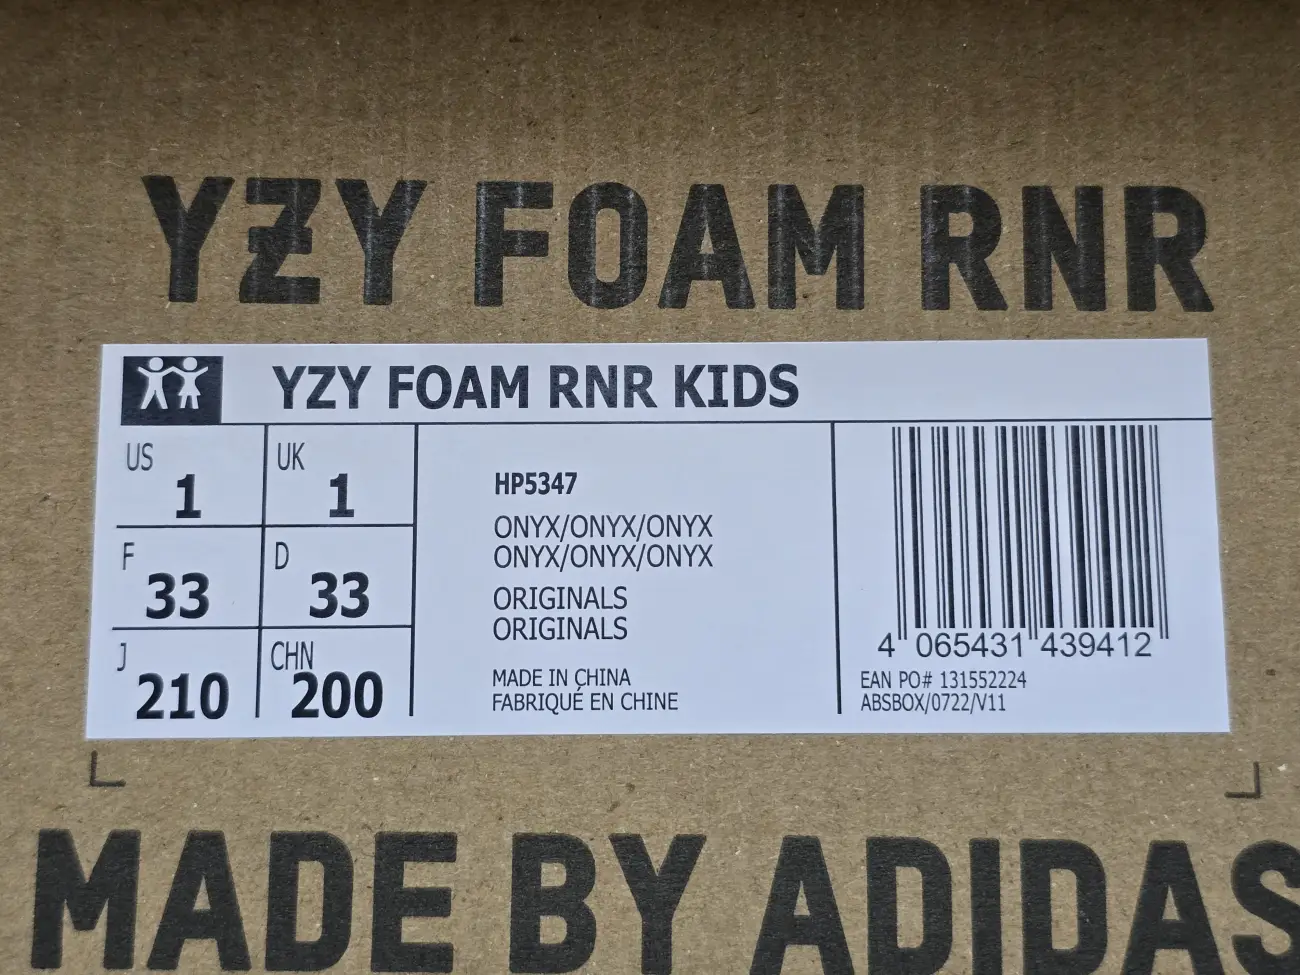 YZY FOAM RNR
YZY FOAM RNR KIDS
US 1
UK 1
F 33
D 33
J 210
CHN 200
HP5347
ONYX/ONYX/ONYX
ONYX/ONYX/ONYX
ORIGINALS
ORIGINALS
MADE IN CHINA
FABRIQUÉ EN CHINE
4 065431 439412
EAN PO# 131552224
ABSBOX/0722/V11
MADE BY ADIDAS